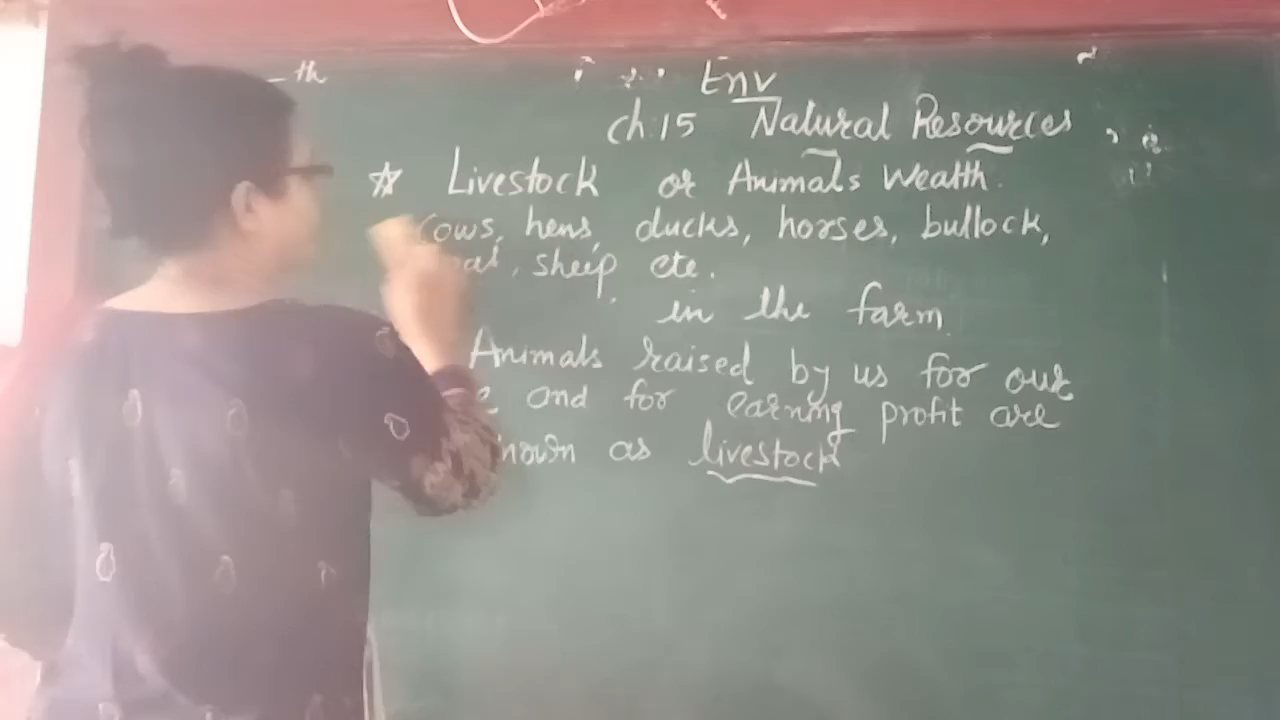 th
Env
ch:15 Natural Resources
☆ Livestock or Animals Wealth.
Cows, hens, ducks, horses, bullock,
sheep etc.
in the farm
Animals raised by us for our
and for earning profit are
as livestock